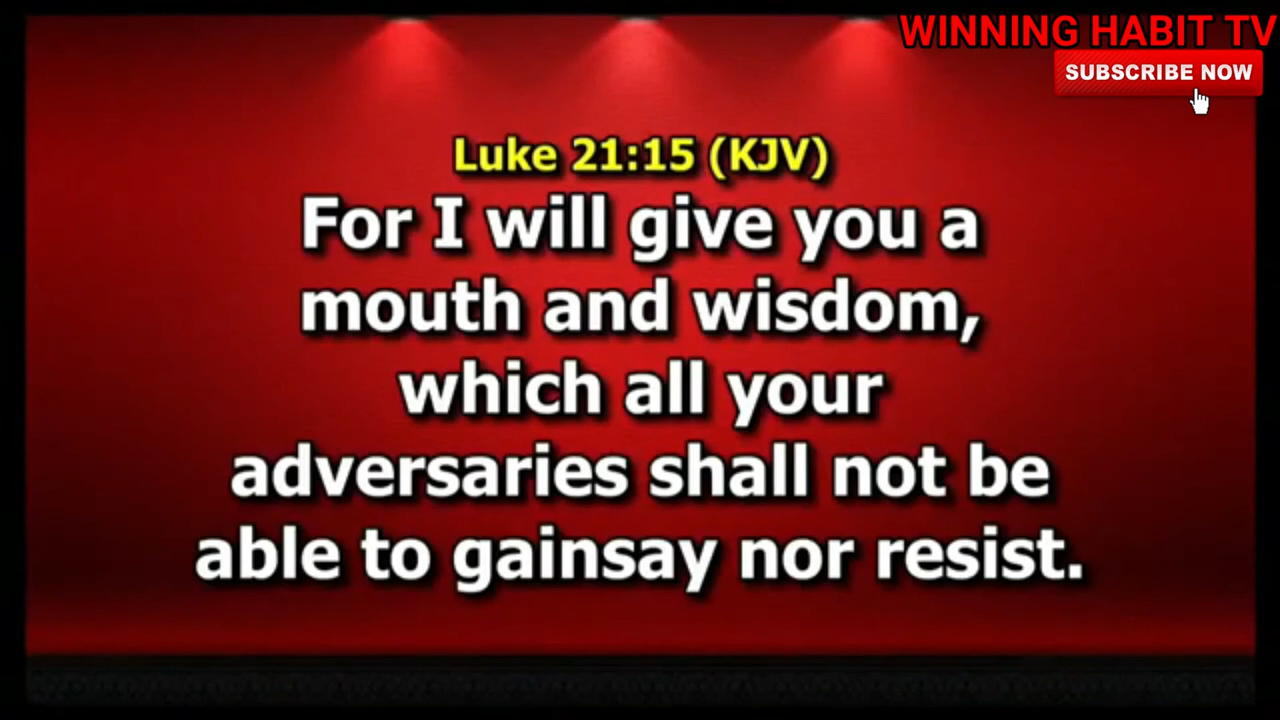 WINNING HABIT TV
SUBSCRIBE NOW
Luke 21:15 (KJV)
For I will give you a
mouth and wisdom,
which all your
adversaries shall not be
able to gainsay nor resist.